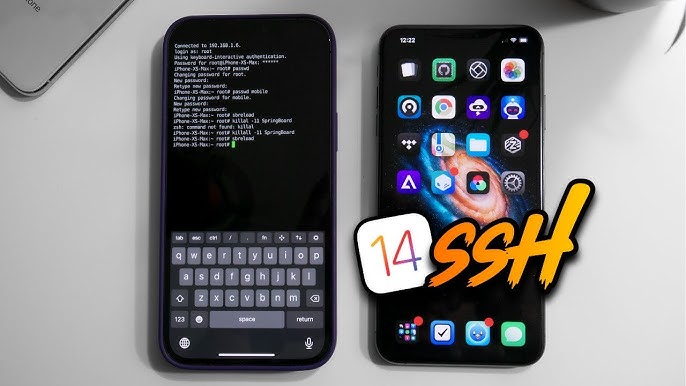 Connected to 192.168.1.6.
login as: root
Using keyboard-interactive authentication.
Password for root@iPhone-XS-Max: ******
iPhone-XS-Max:~ root# passwd
Changing password for root.
New password:
Retype new password:
iPhone-XS-Max:~ root# passwd mobile
Changing password for mobile.
New password:
Retype new password:
iPhone-XS-Max:~ root# sbreload
iPhone-XS-Max:~ root# killal -11 SpringBoard
zsh: command not found: killal
iPhone-XS-Max:~ root# killall -11 SpringBoard
iPhone-XS-Max:~ root# sbreload
iPhone-XS-Max:~ root#
tab esc ctrl / fn
q w e r t y u i o p
a s d f g h j k l
z x c v b n m
123 space return
12:22
14 SSH